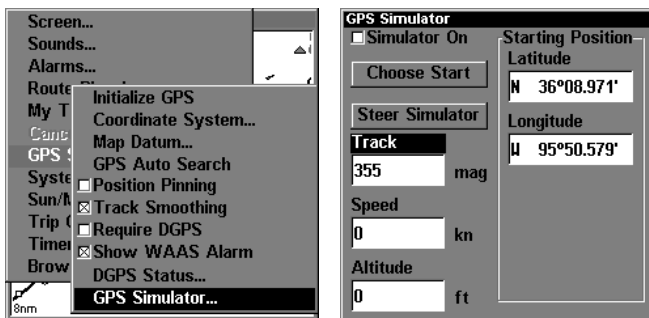 Screen...
Sounds...
Alarms...
Route
My T
Canc
GPS S
Syste
Sun/M
Trip
Timer
Brow
8nm
Initialize GPS
Coordinate System...
Map Datum...
GPS Auto Search
Position Pinning
Track Smoothing
Require DGPS
Show WAAS Alarm
DGPS Status...
GPS Simulator...
GPS Simulator
Simulator On
Choose Start
Steer Simulator
Track
355 mag
Speed
0 kn
Altitude
0 ft
Starting Position
Latitude
N 36°08.971'
Longitude
W 95°50.579'